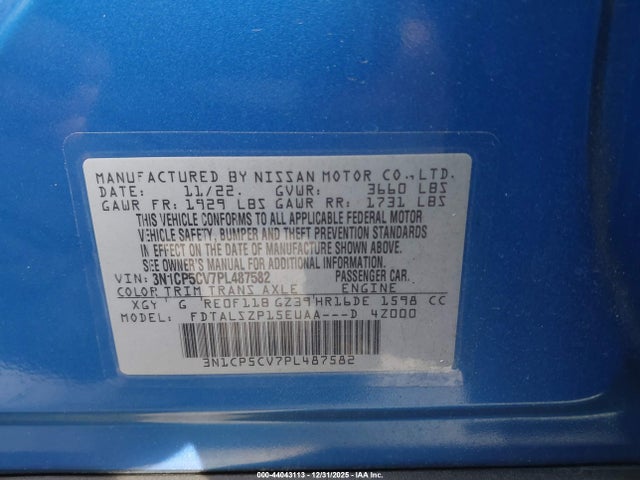 MANUFACTURED BY NISSAN MOTOR CO.,LTD.
DATE: 11/22. GVWR: 3660 LBS
GAWR FR: 1929 LBS GAWR RR: 1731 LBS
THIS VEHICLE CONFORMS TO ALL APPLICABLE FEDERAL MOTOR
VEHICLE SAFETY, BUMPER AND THEFT PREVENTION STANDARDS
IN EFFECT ON THE DATE OF MANUFACTURE SHOWN ABOVE.
SEE OWNER'S MANUAL FOR ADDITIONAL INFORMATION.
VIN: 3N1CP5CV7PL487582 PASSENGER CAR.
COLOR TRIM TRANS AXLE ENGINE
XGY G RE0F11B GZ39 HR16DE 1598 CC
MODEL: FDTALSZP15EUAA---D 4Z000
3N1CP5CV7PL487582
000-44043113 - 12/31/2025 - IAA, Inc.